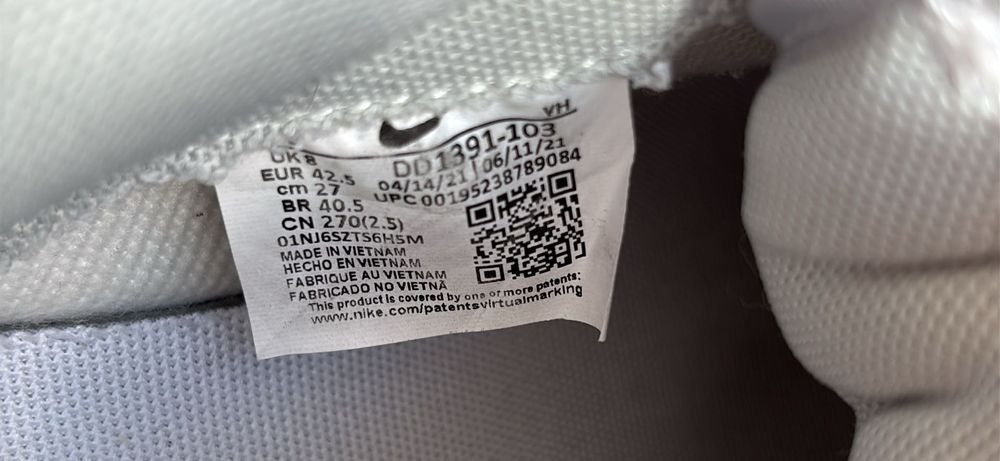 VH
UK 8
EUR 42.5
cm 27
BR 40.5
CN 270(2.5)
DD1391-103
04/14/21 | 06/11/21
UPC 00195238789084
01NJ6SZTS6H5M
MADE IN VIETNAM
HECHO EN VIETNAM
FABRIQUE AU VIETNAM
FABRICADO NO VIETNÃ
This product is covered by one or more patents:
www.nike.com/patentsvirtualmarking